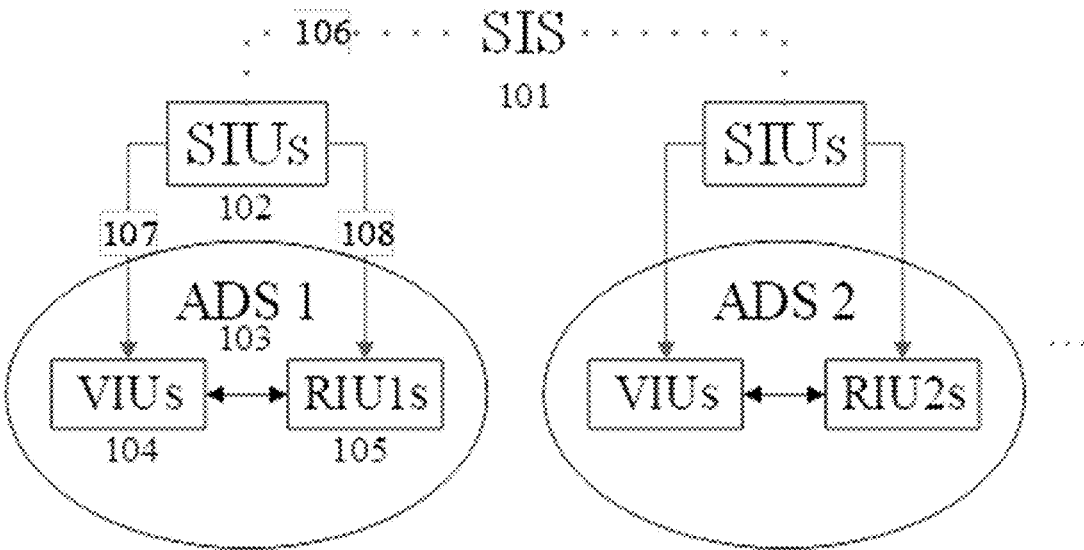 106 SIS
101
SIUs SIUs
102
107 108
ADS 1 ADS 2
103
VIUs RIU1s VIUs RIU2s
104 105